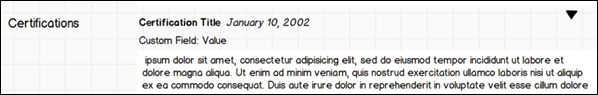 Certifications
Certification Title January 10, 2002
Custom Field: Value
ipsum dolor sit amet, consectetur adipisicing elit, sed do eiusmod tempor incididunt ut labore et
dolore magna aliqua. Ut enim ad minim veniam, quis nostrud exercitation ullamco laboris nisi ut aliquip
ex ea commodo consequat. Duis aute irure dolor in reprehenderit in voluptate velit esse cillum dolore